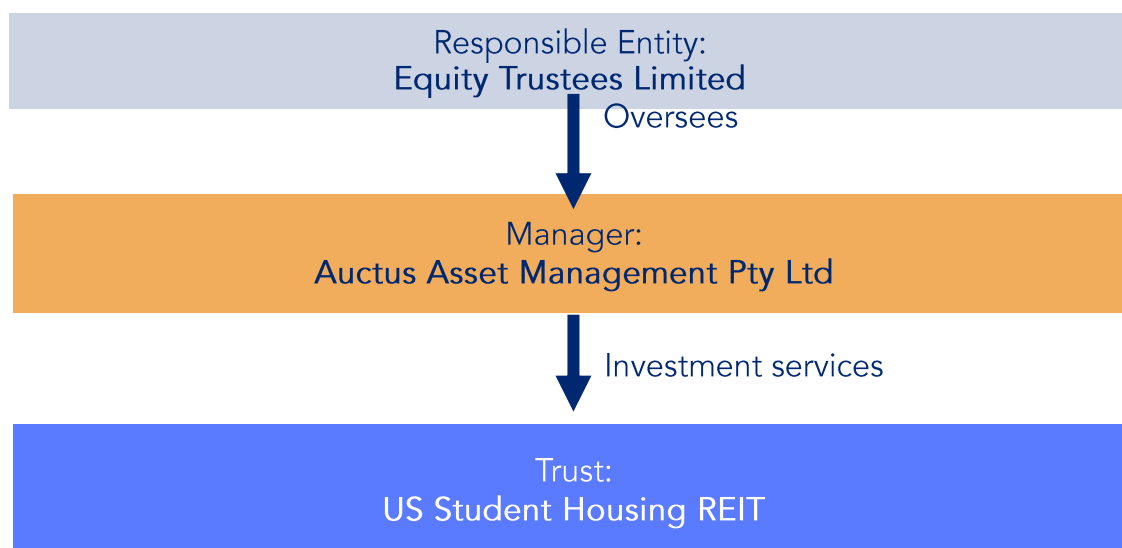 Responsible Entity:
Equity Trustees Limited
Oversees
Manager:
Auctus Asset Management Pty Ltd
Investment services
Trust:
US Student Housing REIT